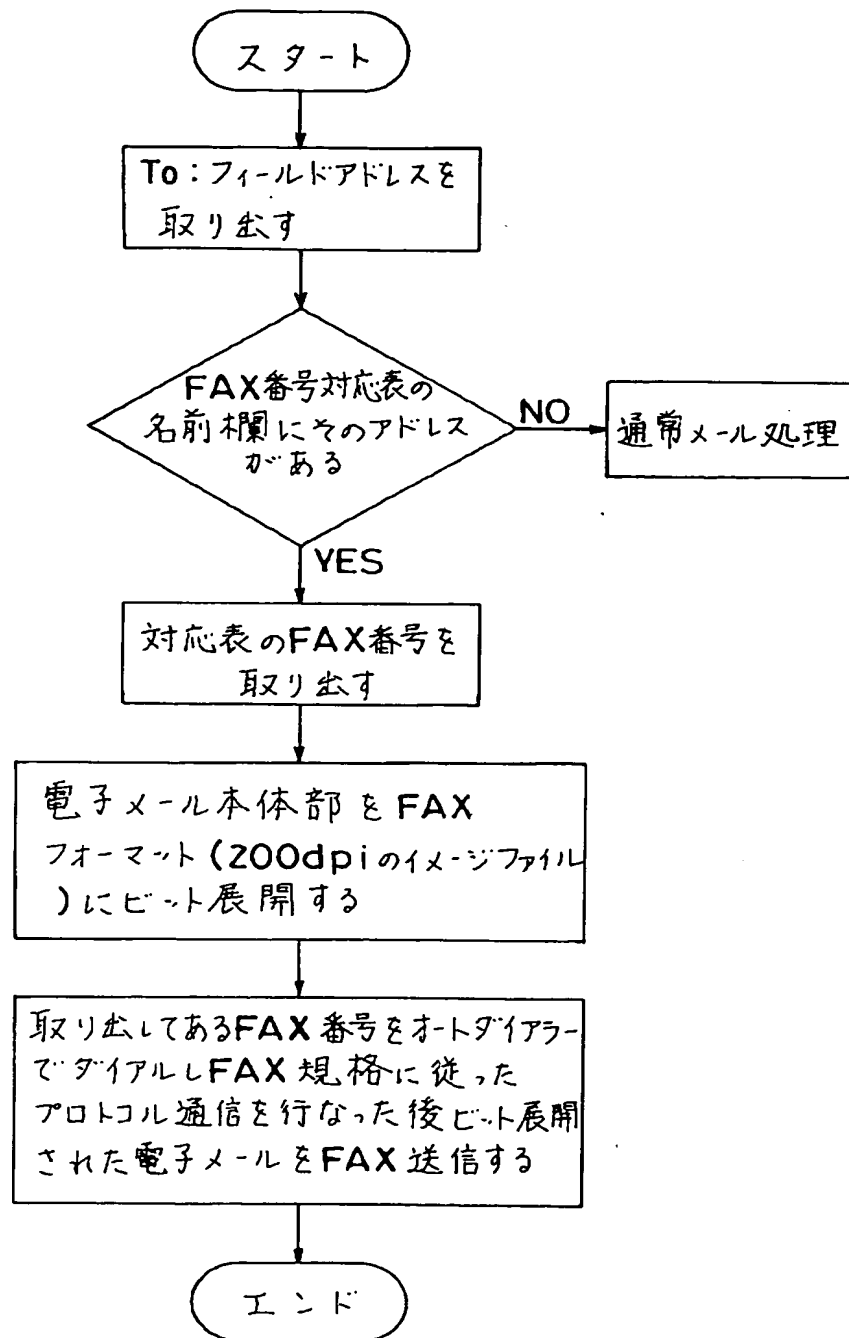 スタート
To:フィールドアドレスを
取り出す
FAX番号対応表の
名前欄にそのアドレス
がある
NO
通常メール処理
YES
対応表のFAX番号を
取り出す
電子メール本体部をFAX
フォーマット(200dpiのイメージファイル
)にビット展開する
取り出してあるFAX番号をオートダイアラー
でダイアルしFAX規格に従った
プロトコル通信を行なった後ビット展開
された電子メールをFAX送信する
エンド